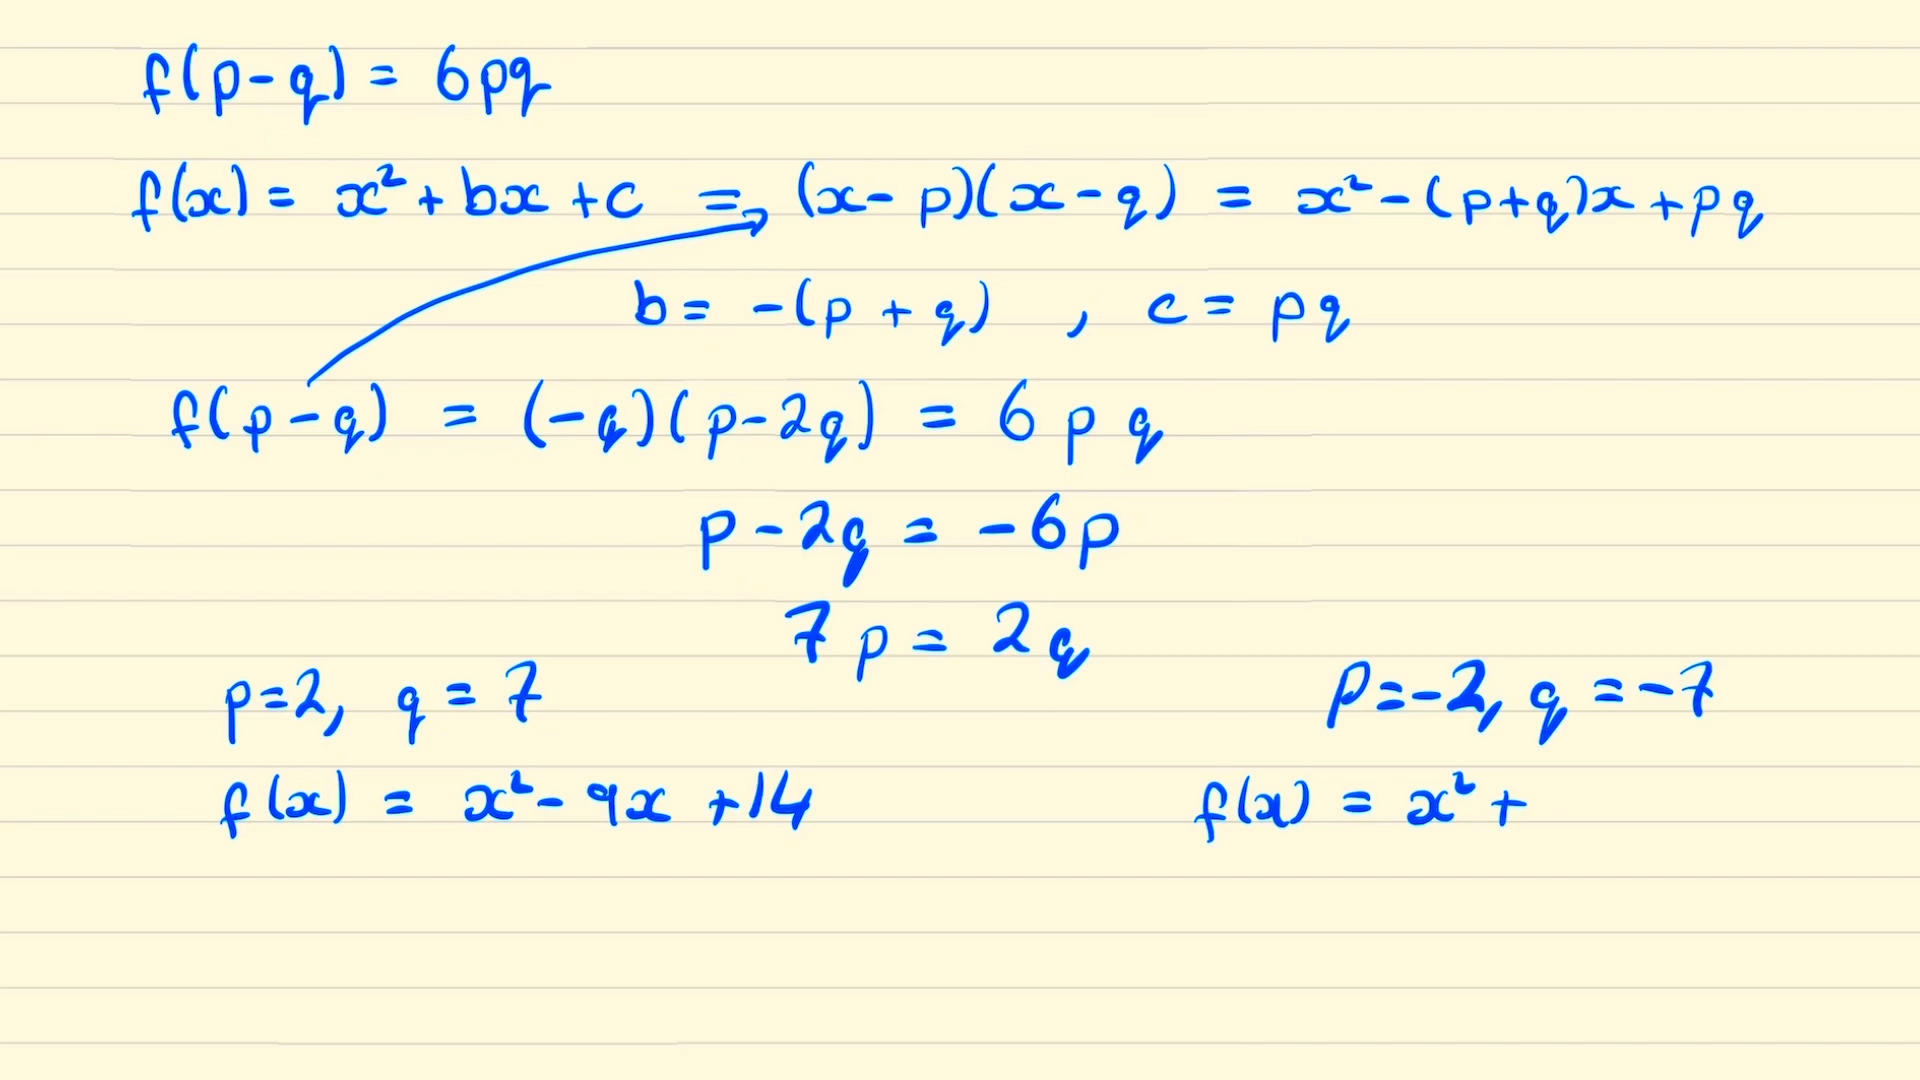 f(p-q) = 6pq
f(x) = x² + bx + c = (x-p)(x-q) = x² - (p+q)x + pq
b = -(p + q) , c = pq
f(p-q) = (-q)(p-2q) = 6pq
p - 2q = -6p
7p = 2q
p=2, q=7
p=-2, q=-7
f(x) = x² - 9x + 14
f(x) = x² +